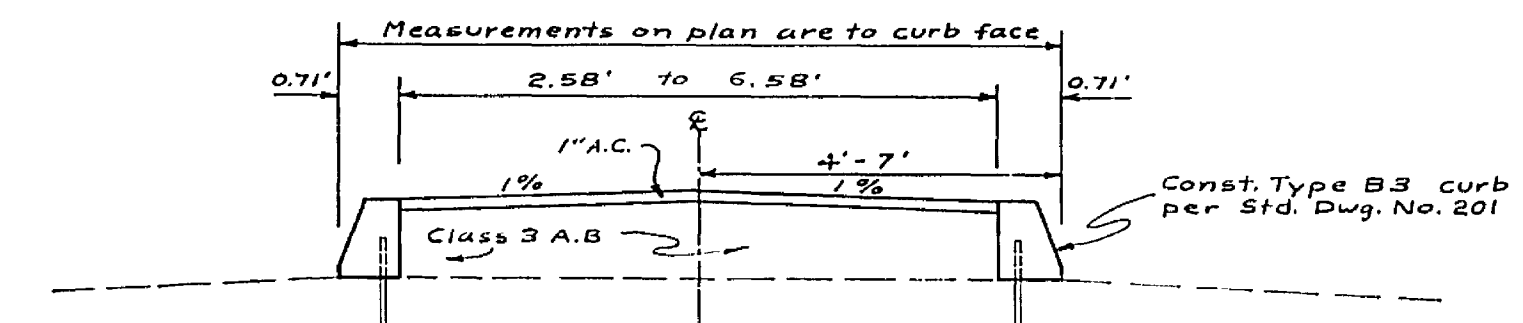 Measurements on plan are to curb face
0.71' 2.58' to 6.58' 0.71'
℄
1" A.C. 4' - 7'
1% 1%
Const. Type B3 curb
per Std. Dwg. No. 201
Class 3 A.B